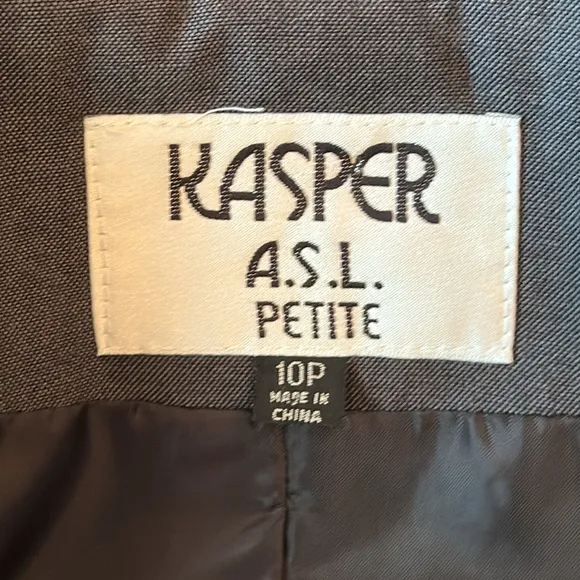 KASPER
A.S.L.
PETITE
10P
MADE IN
CHINA